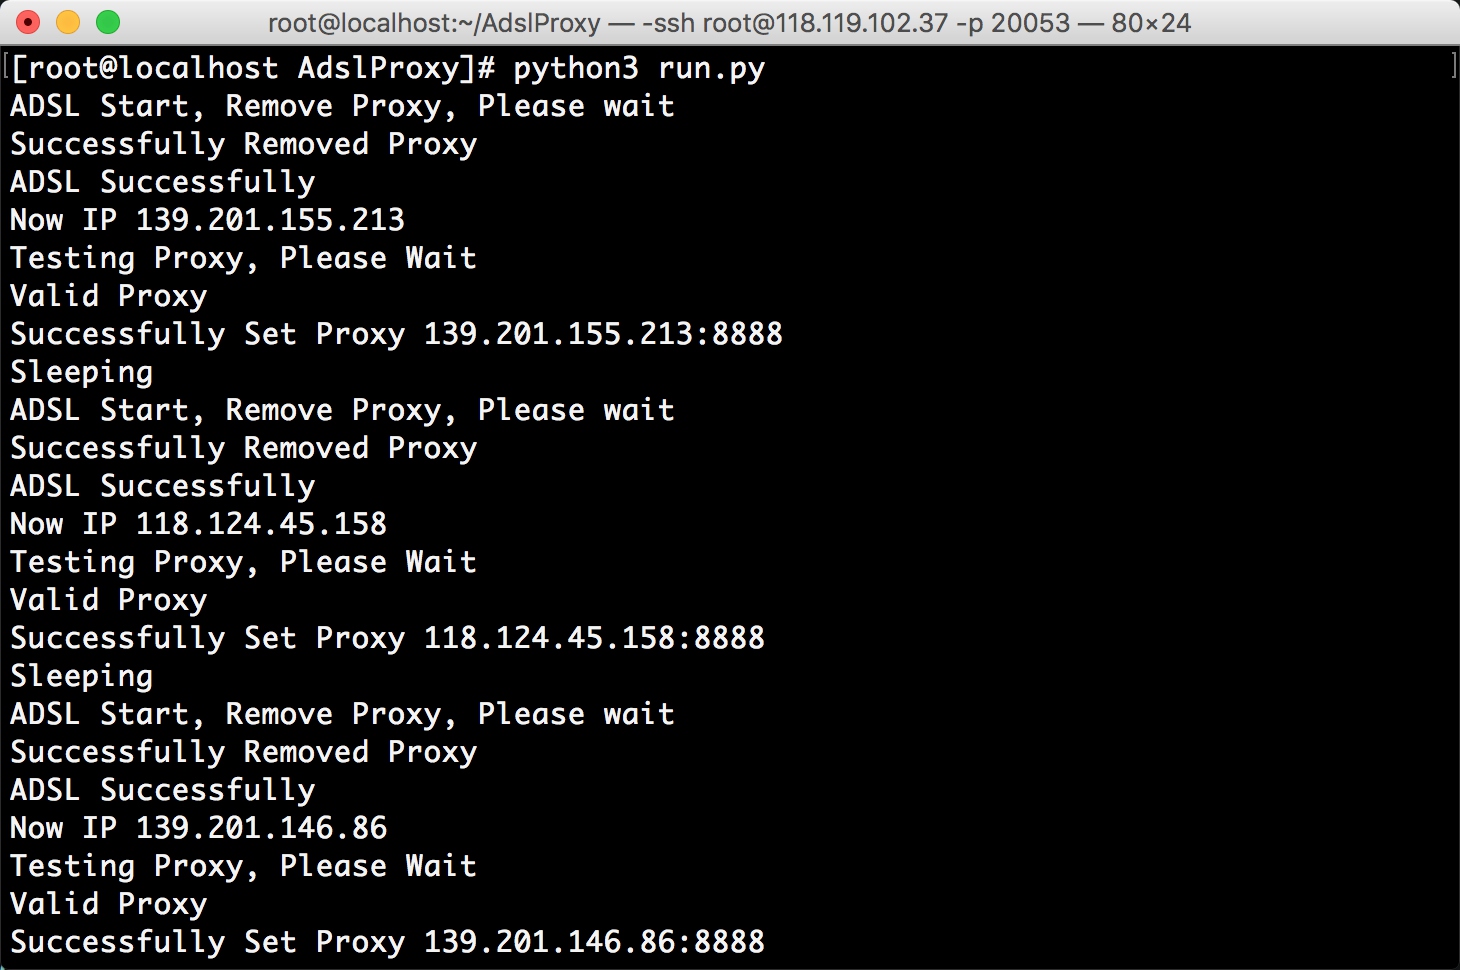 root@localhost:~/AdslProxy — -ssh root@118.119.102.37 -p 20053 — 80×24
[[root@localhost AdslProxy]# python3 run.py ]
ADSL Start, Remove Proxy, Please wait
Successfully Removed Proxy
ADSL Successfully
Now IP 139.201.155.213
Testing Proxy, Please Wait
Valid Proxy
Successfully Set Proxy 139.201.155.213:8888
Sleeping
ADSL Start, Remove Proxy, Please wait
Successfully Removed Proxy
ADSL Successfully
Now IP 118.124.45.158
Testing Proxy, Please Wait
Valid Proxy
Successfully Set Proxy 118.124.45.158:8888
Sleeping
ADSL Start, Remove Proxy, Please wait
Successfully Removed Proxy
ADSL Successfully
Now IP 139.201.146.86
Testing Proxy, Please Wait
Valid Proxy
Successfully Set Proxy 139.201.146.86:8888